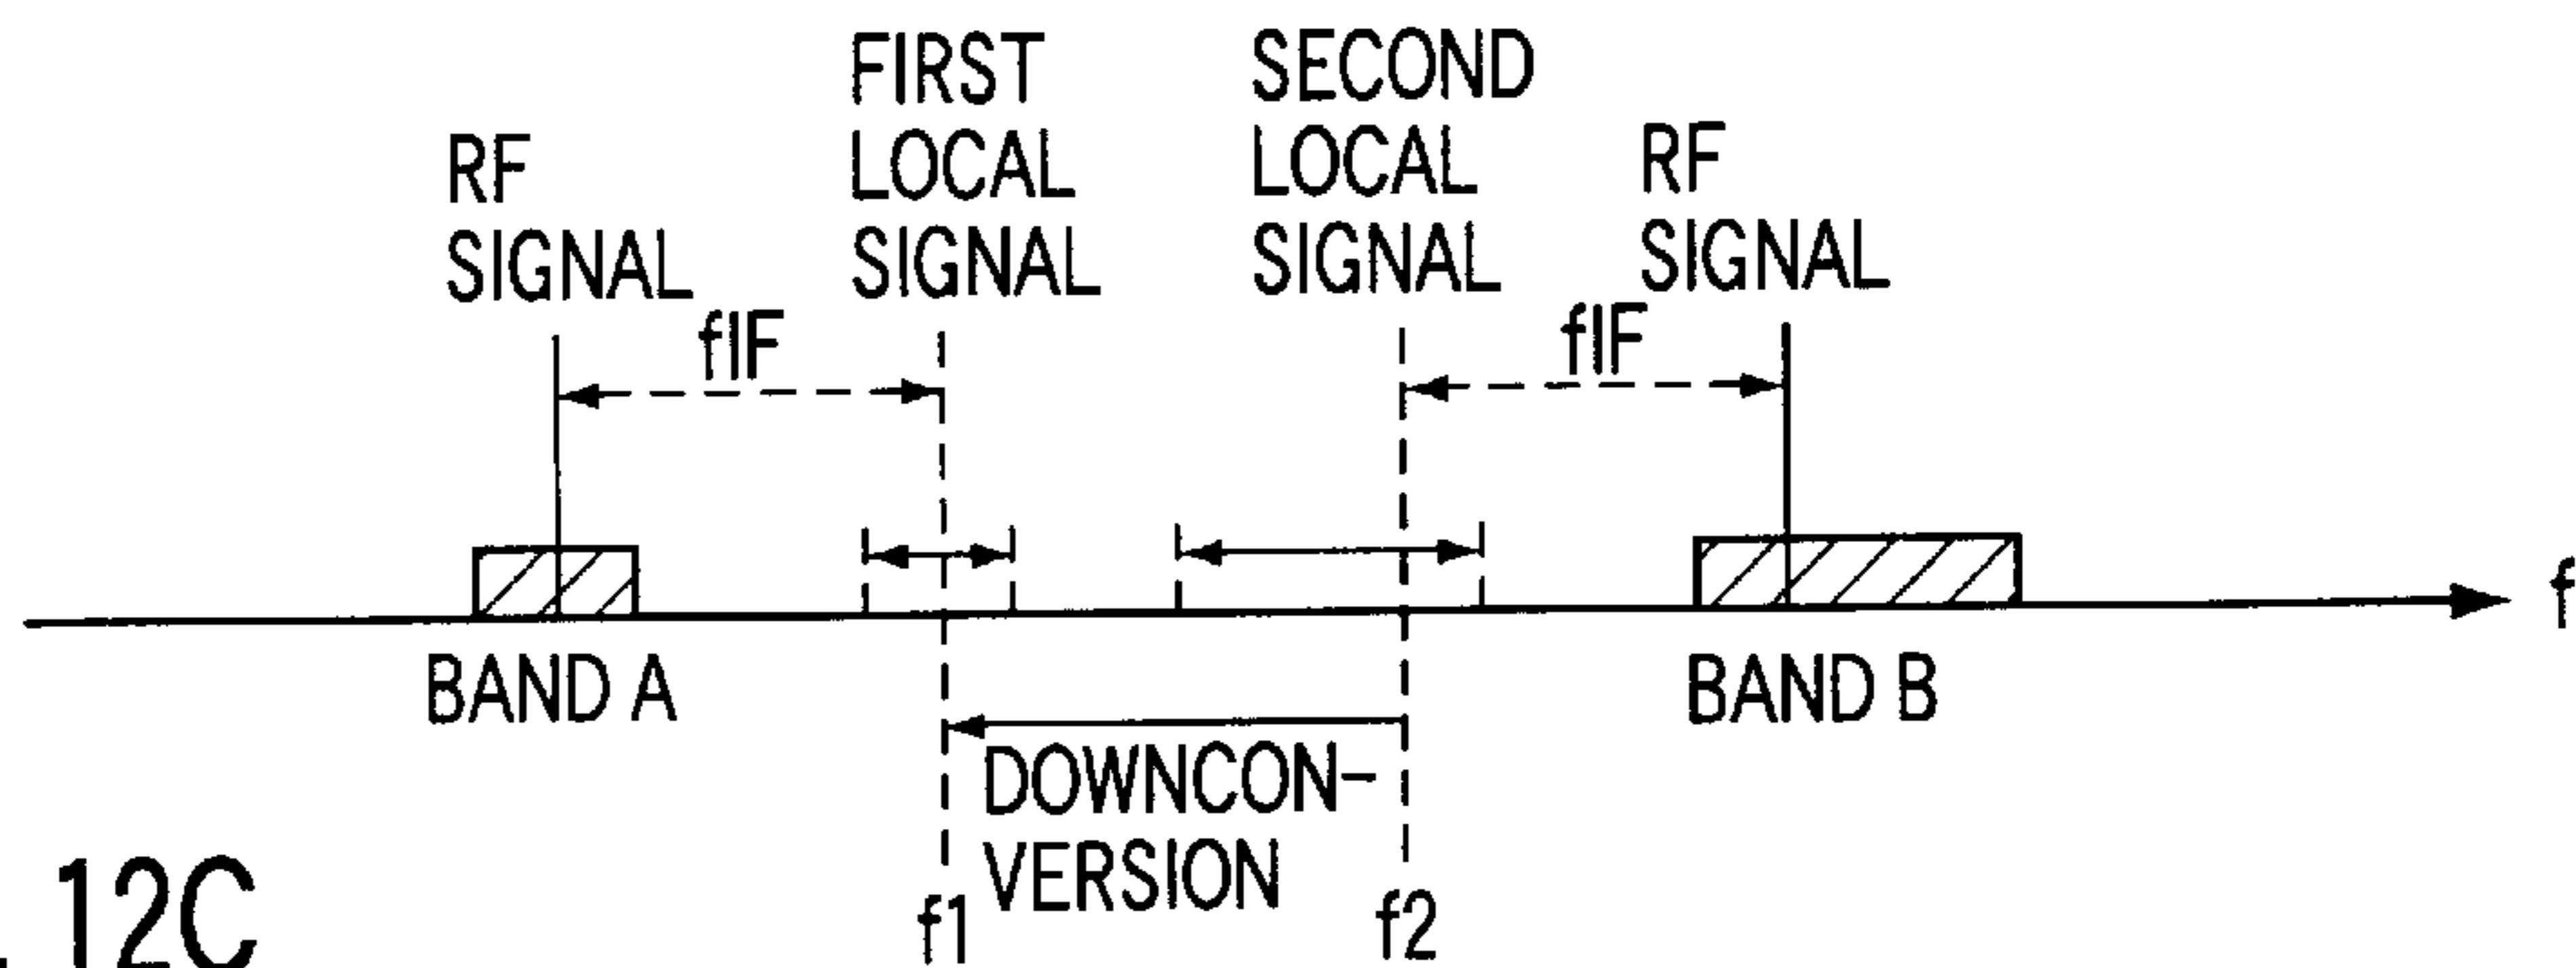 FIRST
LOCAL
SIGNAL
SECOND
LOCAL
SIGNAL
RF
SIGNAL
RF
SIGNAL
fIF
fIF
f
BAND A
BAND B
DOWNCON-
VERSION
f1
f2
. 12C